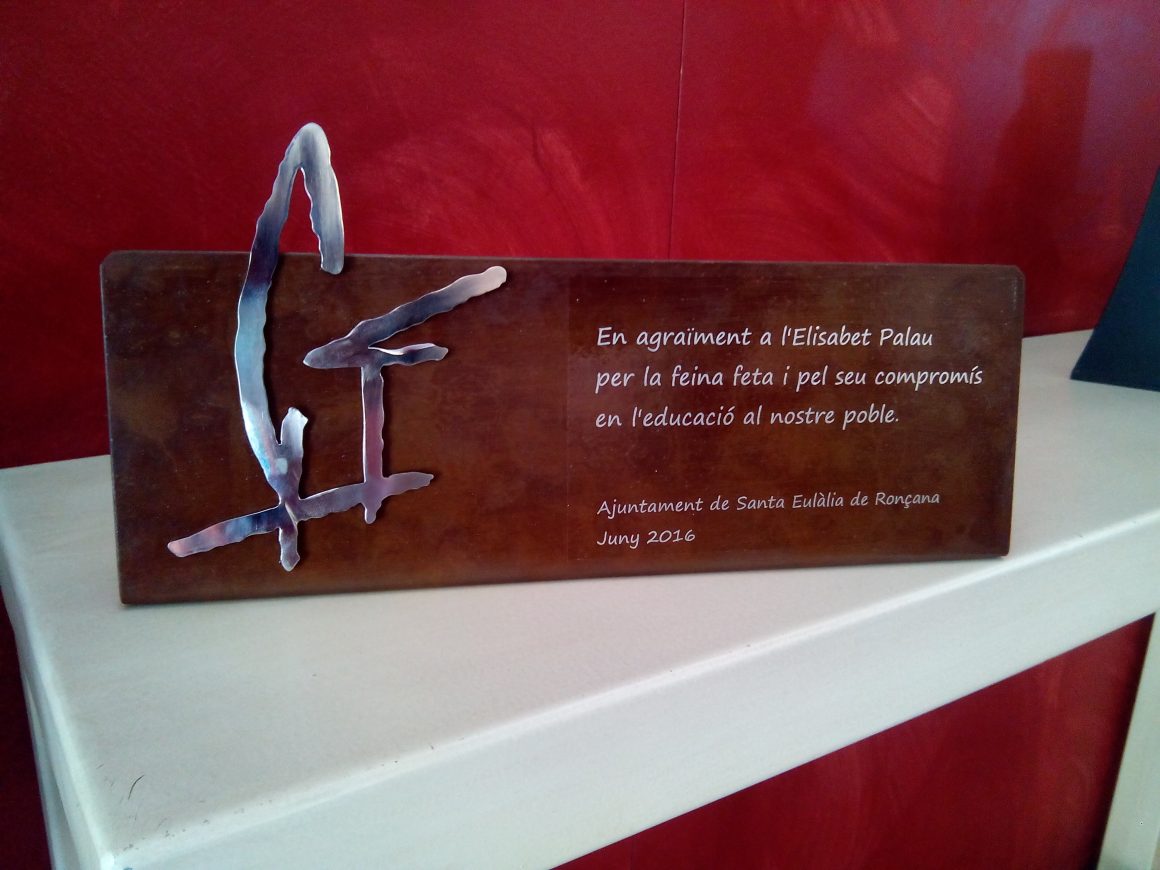 En agraïment a l'Elisabet Palau
per la feina feta i pel seu compromís
en l'educació al nostre poble.
Ajuntament de Santa Eulàlia de Ronçana
Juny 2016